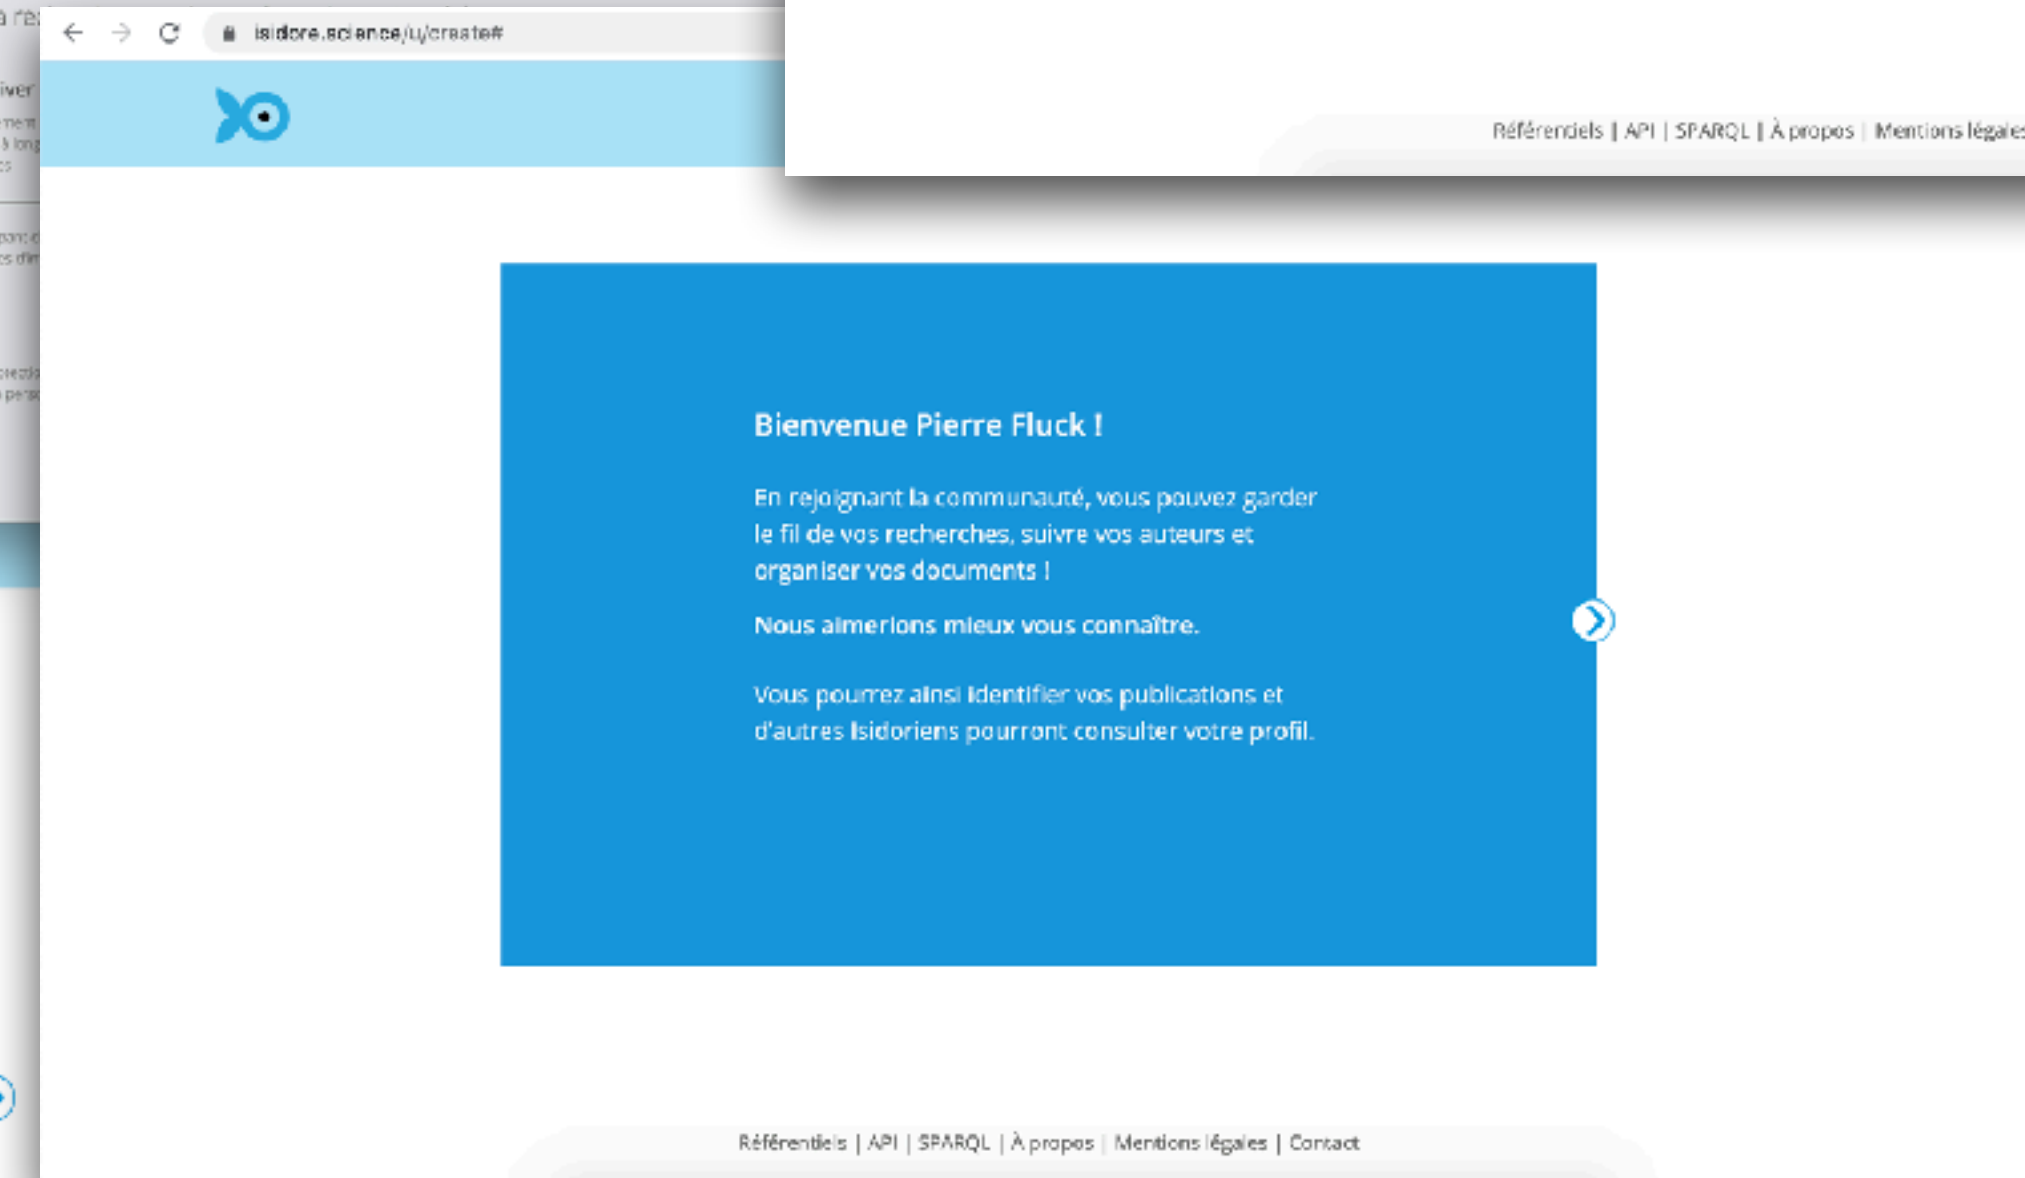 isidore.science/u/create#
Référentiels | API | SPARQL | À propos | Mentions légales
Bienvenue Pierre Fluck !
En rejoignant la communauté, vous pouvez garder
le fil de vos recherches, suivre vos auteurs et
organiser vos documents !
Nous aimerions mieux vous connaître.
Vous pourrez ainsi identifier vos publications et
d'autres Isidoriens pourront consulter votre profil.
Référentiels | API | SPARQL | À propos | Mentions légales | Contact